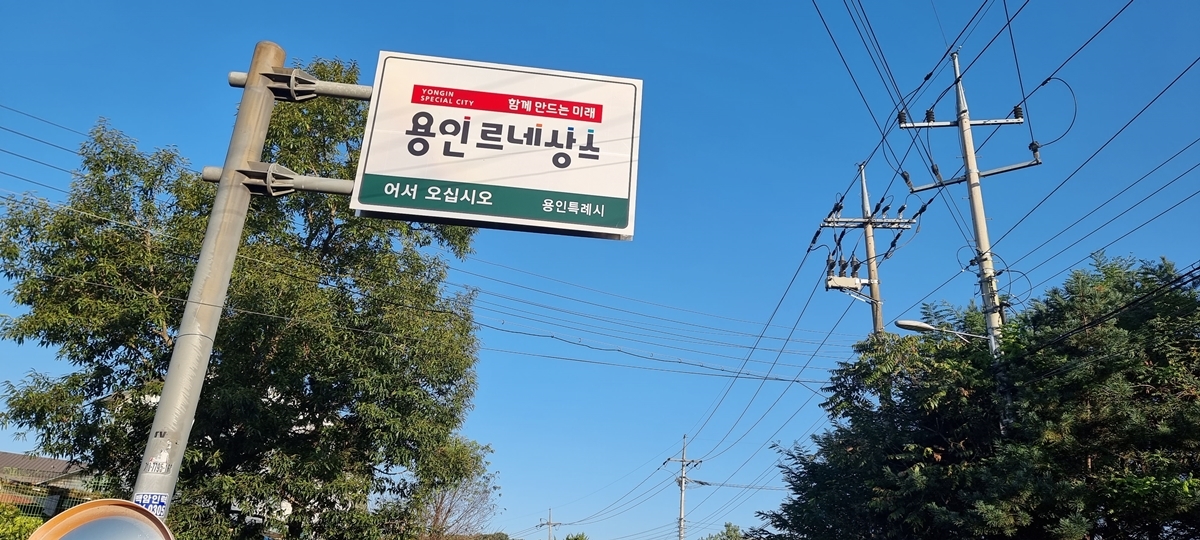 YONGIN
SPECIAL CITY
함께 만드는 미래
용인 르네상스
어서 오십시오
용인특례시